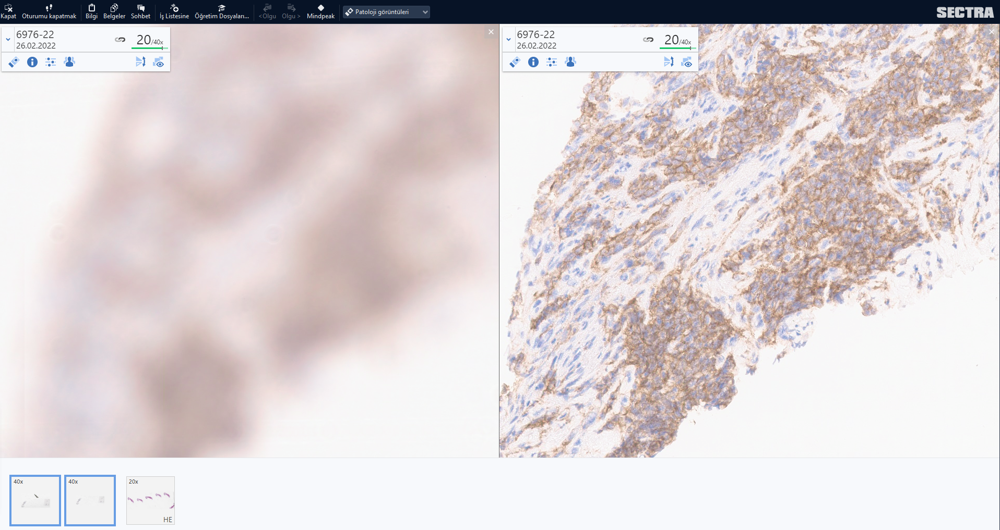 Kapat Oturumu kapatmak Bilgi Belgeler Sohbet İş Listesine Öğretim Dosyaları... <Olgu Olgu > Mindpeak Patoloji görüntüleri SECTRA
6976-22
26.02.2022
20/40x
6976-22
26.02.2022
20/40x
40x
40x
20x
HE